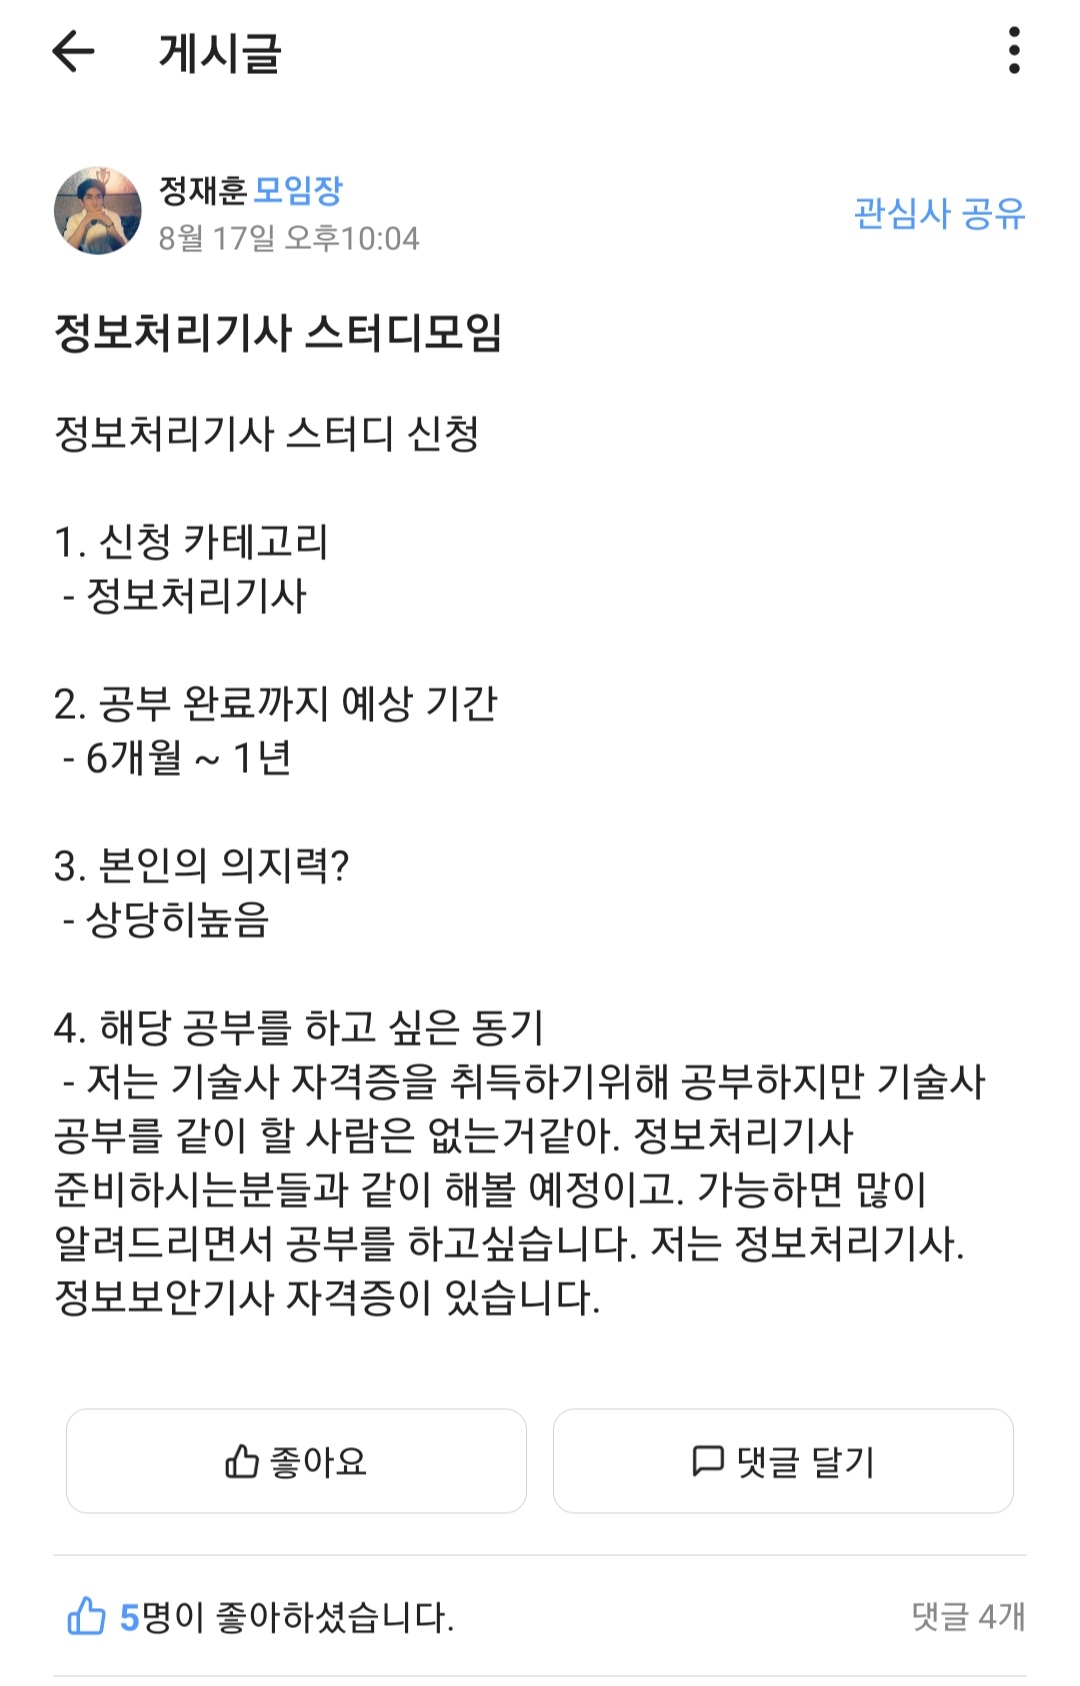 게시글
정재훈 모임장
관심사 공유
8월 17일 오후10:04
정보처리기사 스터디모임
정보처리기사 스터디 신청
1. 신청 카테고리
- 정보처리기사
2. 공부 완료까지 예상 기간
- 6개월 ~ 1년
3. 본인의 의지력?
- 상당히높음
4. 해당 공부를 하고 싶은 동기
- 저는 기술사 자격증을 취득하기위해 공부하지만 기술사
공부를 같이 할 사람은 없는거같아. 정보처리기사
준비하시는분들과 같이 해볼 예정이고. 가능하면 많이
알려드리면서 공부를 하고싶습니다. 저는 정보처리기사.
정보보안기사 자격증이 있습니다.
좋아요
댓글 달기
5명이 좋아하셨습니다.
댓글 4개